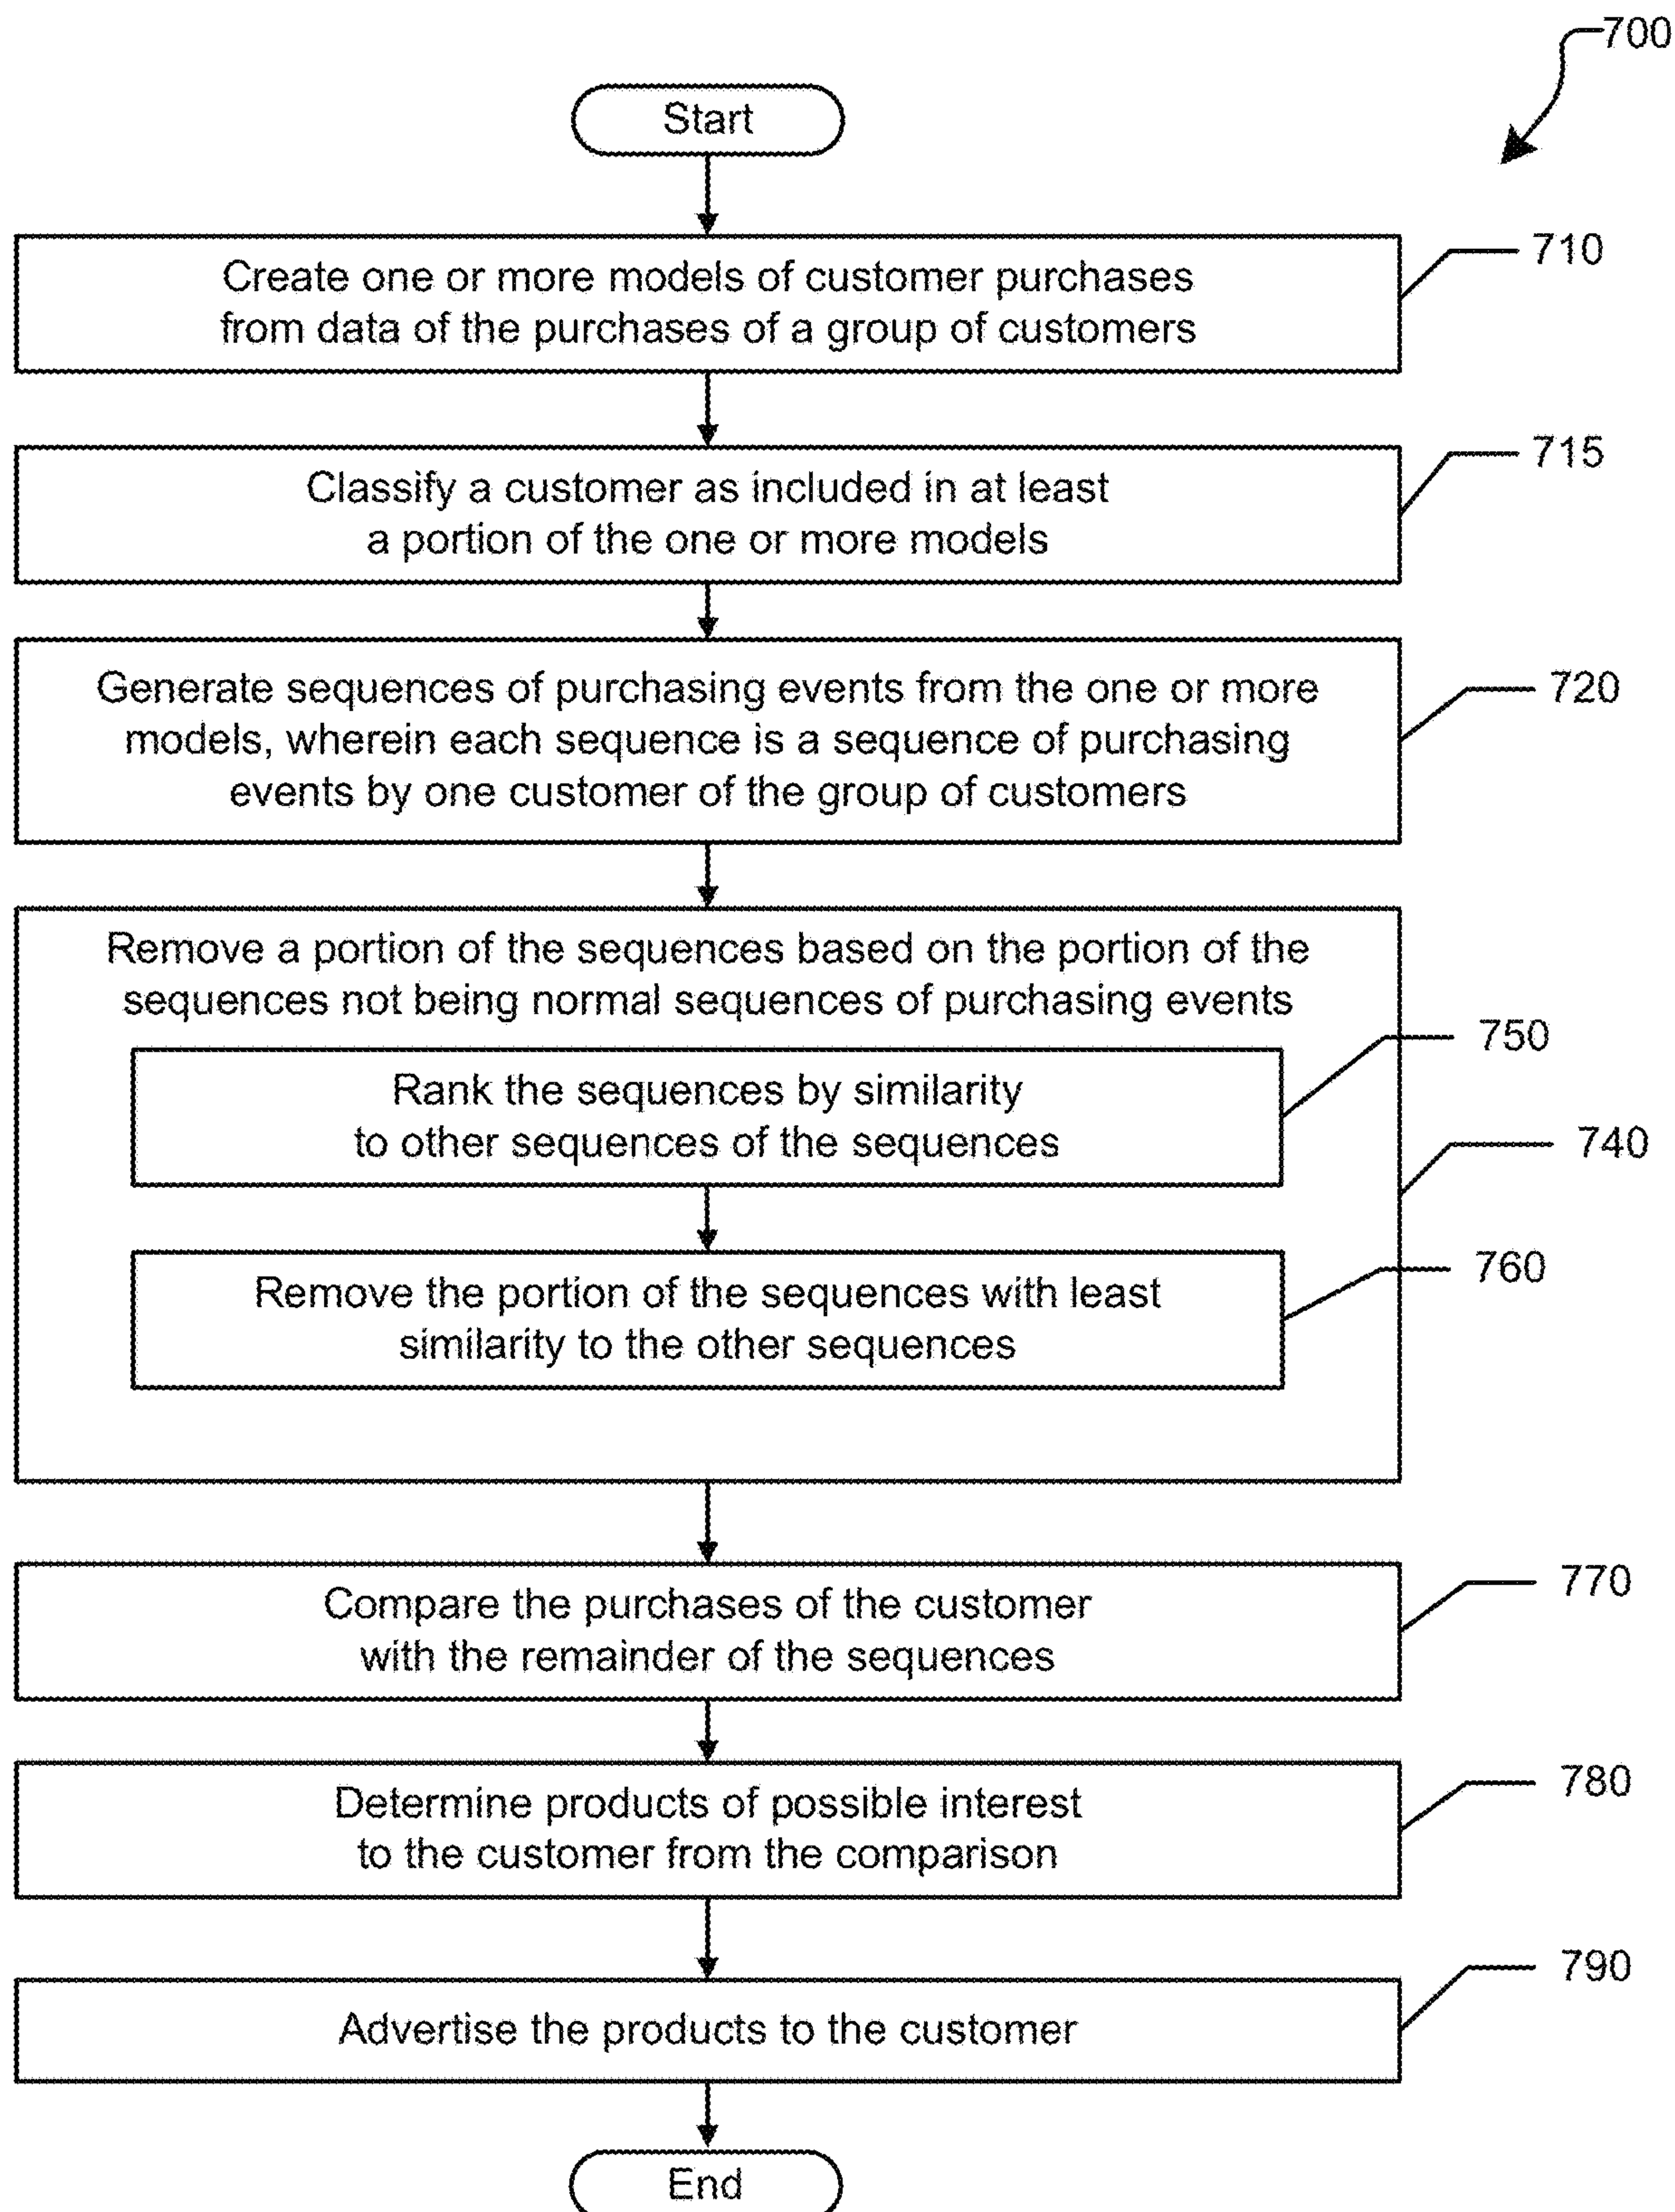 700
Start
Create one or more models of customer purchases
from data of the purchases of a group of customers
710
Classify a customer as included in at least
a portion of the one or more models
715
Generate sequences of purchasing events from the one or more
models, wherein each sequence is a sequence of purchasing
events by one customer of the group of customers
720
Remove a portion of the sequences based on the portion of the
sequences not being normal sequences of purchasing events
750
Rank the sequences by similarity
to other sequences of the sequences
740
Remove the portion of the sequences with least
similarity to the other sequences
760
Compare the purchases of the customer
with the remainder of the sequences
770
Determine products of possible interest
to the customer from the comparison
780
Advertise the products to the customer
790
End